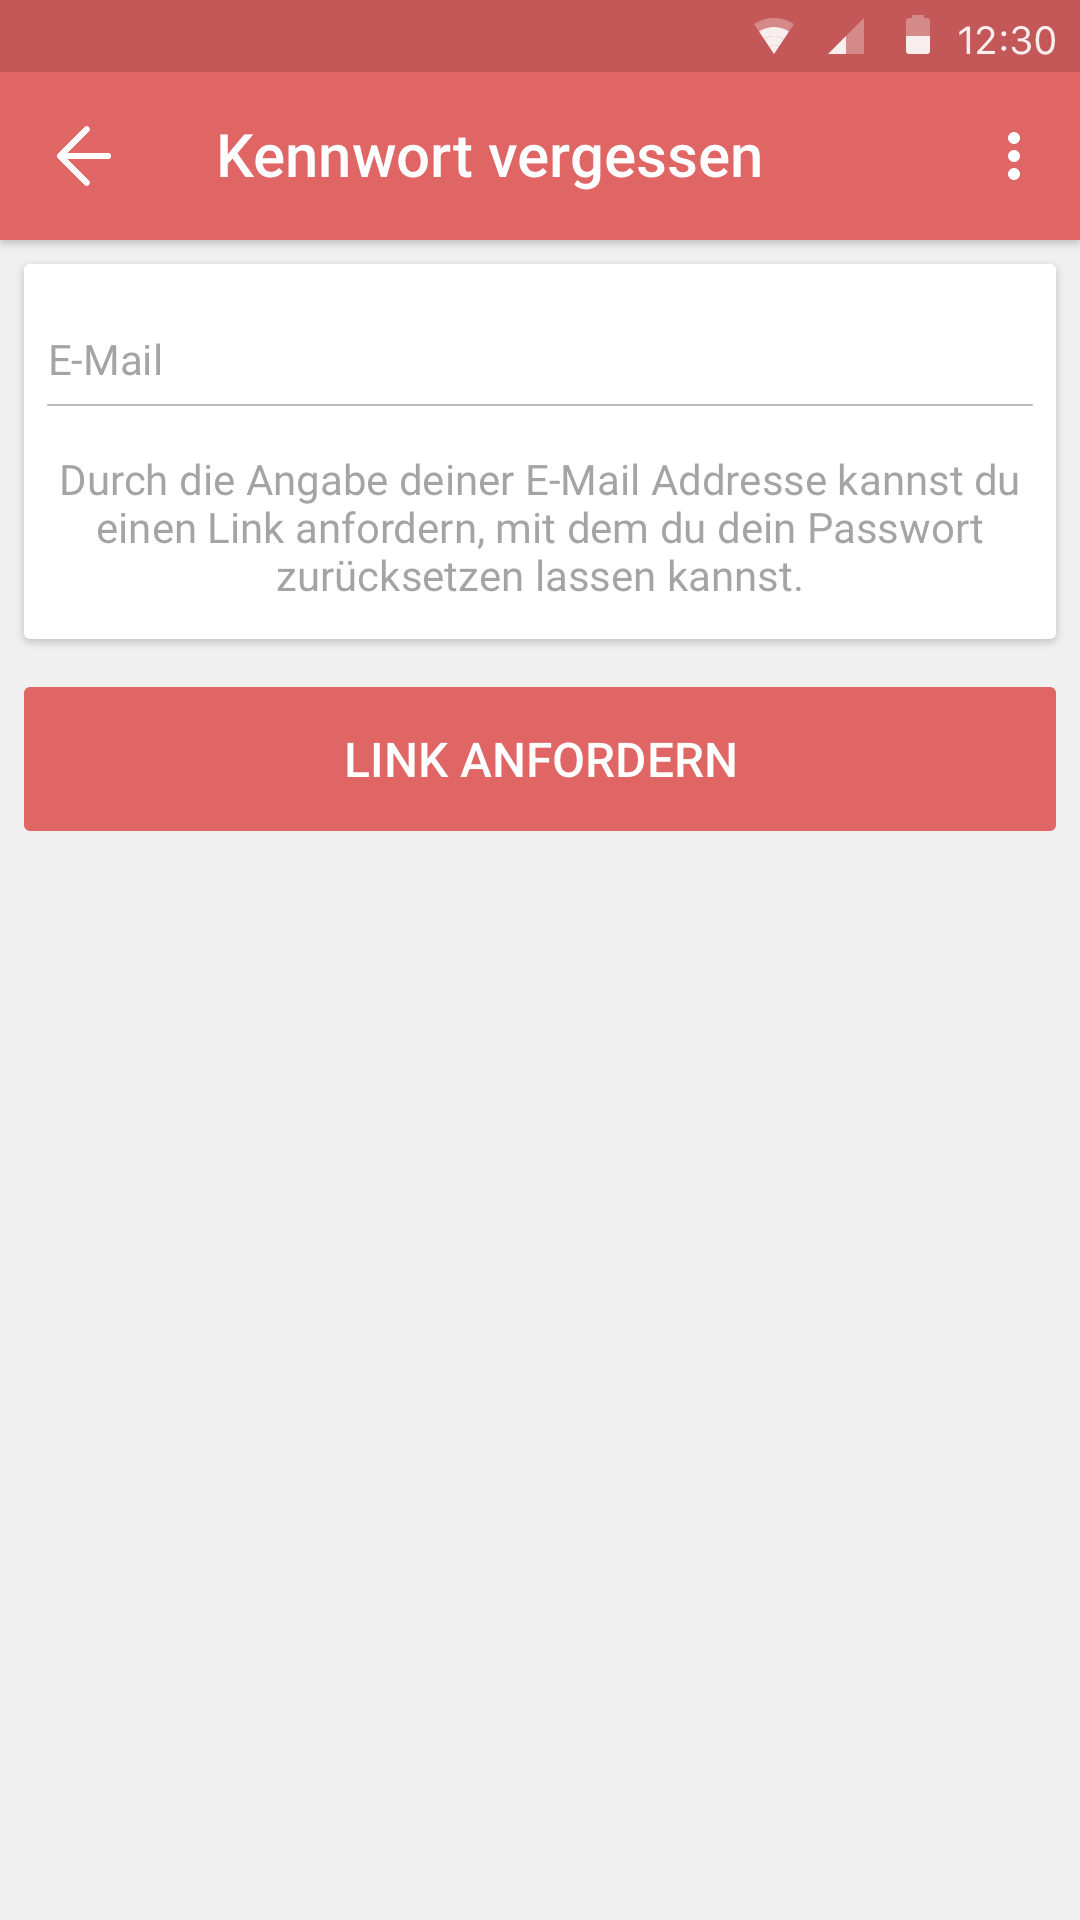 12:30
Kennwort vergessen
E-Mail
Durch die Angabe deiner E-Mail Addresse kannst du
einen Link anfordern, mit dem du dein Passwort
zurücksetzen lassen kannst.
LINK ANFORDERN